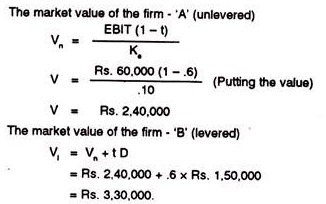 The market value of the firm - 'A' (unlevered)
Vn = EBIT (1 – t) / Ke
V = Rs. 60,000 (1 – .6) / .10 (Putting the value)
V = Rs. 2,40,000
The market value of the firm - 'B' (levered)
Vl = Vn + t D
= Rs. 2,40,000 + .6 x Rs. 1,50,000
= Rs. 3,30,000.